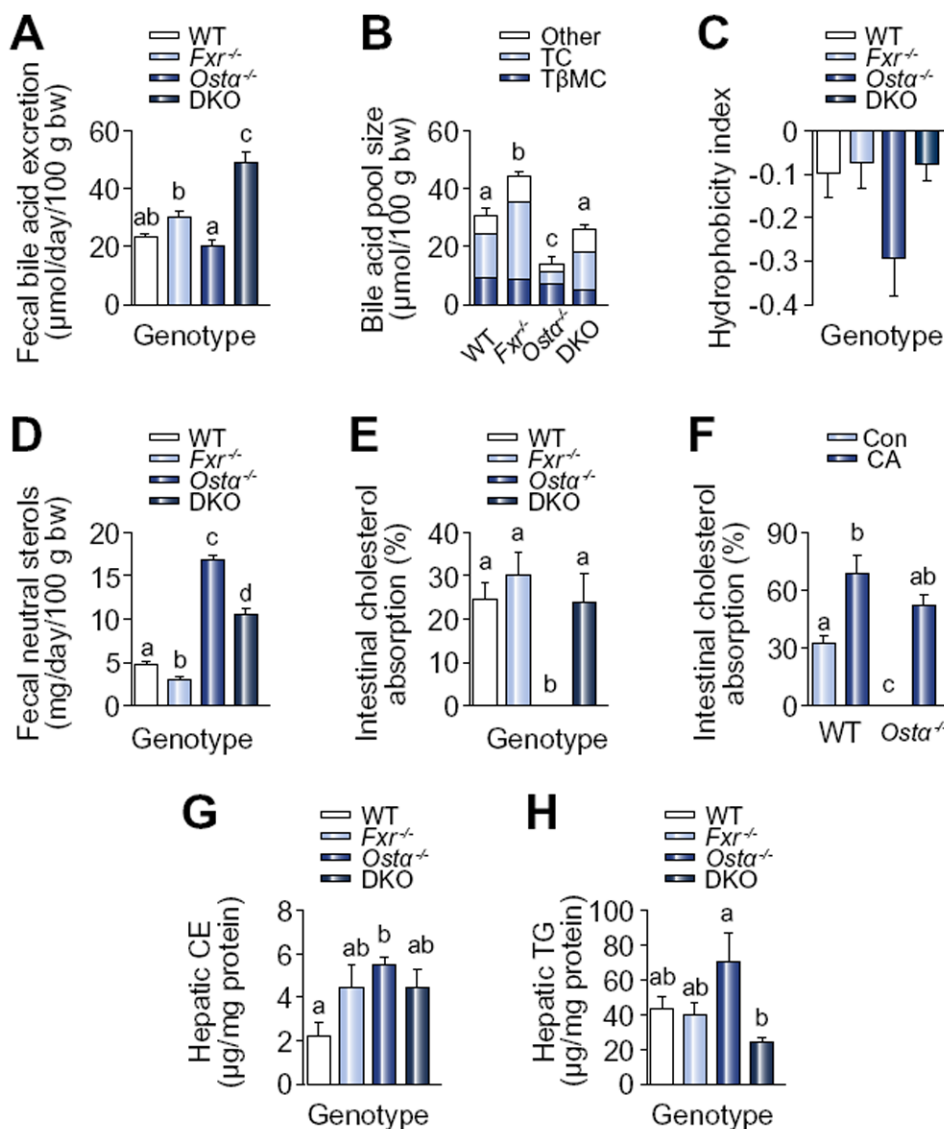 A
WT
Fxr-/-
Ostα-/-
DKO
Fecal bile acid excretion
(µmol/day/100 g bw)
60
40
20
0
ab
b
a
c
Genotype
B
Other
TC
TβMC
Bile acid pool size
(µmol/100 g bw)
60
40
20
0
a
b
c
a
WT
Fxr-/-
Ostα-/-
DKO
C
WT
Fxr-/-
Ostα-/-
DKO
Hydrophobicity index
0
-0.1
-0.2
-0.3
-0.4
Genotype
D
WT
Fxr-/-
Ostα-/-
DKO
Fecal neutral sterols
(mg/day/100 g bw)
20
15
10
5
0
a
b
c
d
Genotype
E
WT
Fxr-/-
Ostα-/-
DKO
Intestinal cholesterol
absorption (%)
40
30
20
10
0
a
a
b
a
Genotype
F
Con
CA
Intestinal cholesterol
absorption (%)
90
60
30
0
a
b
c
ab
WT
Ostα-/-
G
WT
Fxr-/-
Ostα-/-
DKO
Hepatic CE
(µg/mg protein)
8
6
4
2
0
a
ab
b
ab
Genotype
H
WT
Fxr-/-
Ostα-/-
DKO
Hepatic TG
(µg/mg protein)
100
80
60
40
20
0
ab
ab
a
b
Genotype